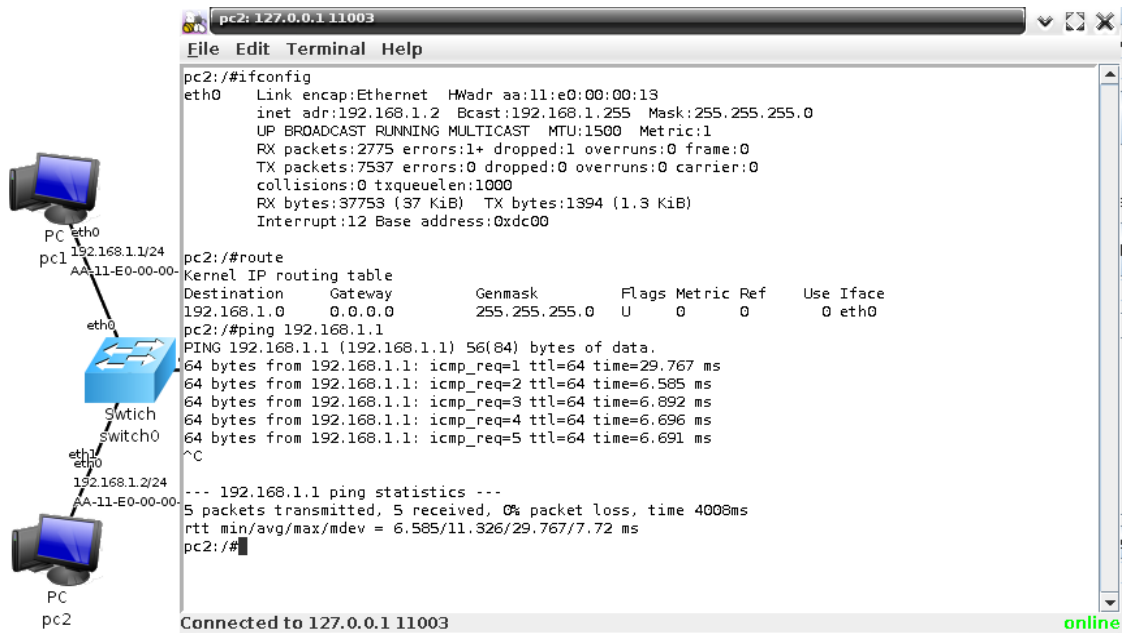 pc2: 127.0.0.1 11003
File Edit Terminal Help
pc2:/#ifconfig
eth0 Link encap:Ethernet HWadr aa:11:e0:00:00:13
inet adr:192.168.1.2 Bcast:192.168.1.255 Mask:255.255.255.0
UP BROADCAST RUNNING MULTICAST MTU:1500 Metric:1
RX packets:2775 errors:1+ dropped:1 overruns:0 frame:0
TX packets:7537 errors:0 dropped:0 overruns:0 carrier:0
collisions:0 txqueuelen:1000
RX bytes:37753 (37 KiB) TX bytes:1394 (1.3 KiB)
Interrupt:12 Base address:0xdc00
pc2:/#route
Kernel IP routing table
Destination Gateway Genmask Flags Metric Ref Use Iface
192.168.1.0 0.0.0.0 255.255.255.0 U 0 0 0 eth0
pc2:/#ping 192.168.1.1
PING 192.168.1.1 (192.168.1.1) 56(84) bytes of data.
64 bytes from 192.168.1.1: icmp_req=1 ttl=64 time=29.767 ms
64 bytes from 192.168.1.1: icmp_req=2 ttl=64 time=6.585 ms
64 bytes from 192.168.1.1: icmp_req=3 ttl=64 time=6.892 ms
64 bytes from 192.168.1.1: icmp_req=4 ttl=64 time=6.696 ms
64 bytes from 192.168.1.1: icmp_req=5 ttl=64 time=6.691 ms
^C
--- 192.168.1.1 ping statistics ---
5 packets transmitted, 5 received, 0% packet loss, time 4008ms
rtt min/avg/max/mdev = 6.585/11.326/29.767/7.72 ms
pc2:/#
Connected to 127.0.0.1 11003
online
PC
pc1
eth0
192.168.1.1/24
AA-11-E0-00-00-
eth0
Swtich
switch0
eth1
eth0
192.168.1.2/24
AA-11-E0-00-00-
PC
pc2